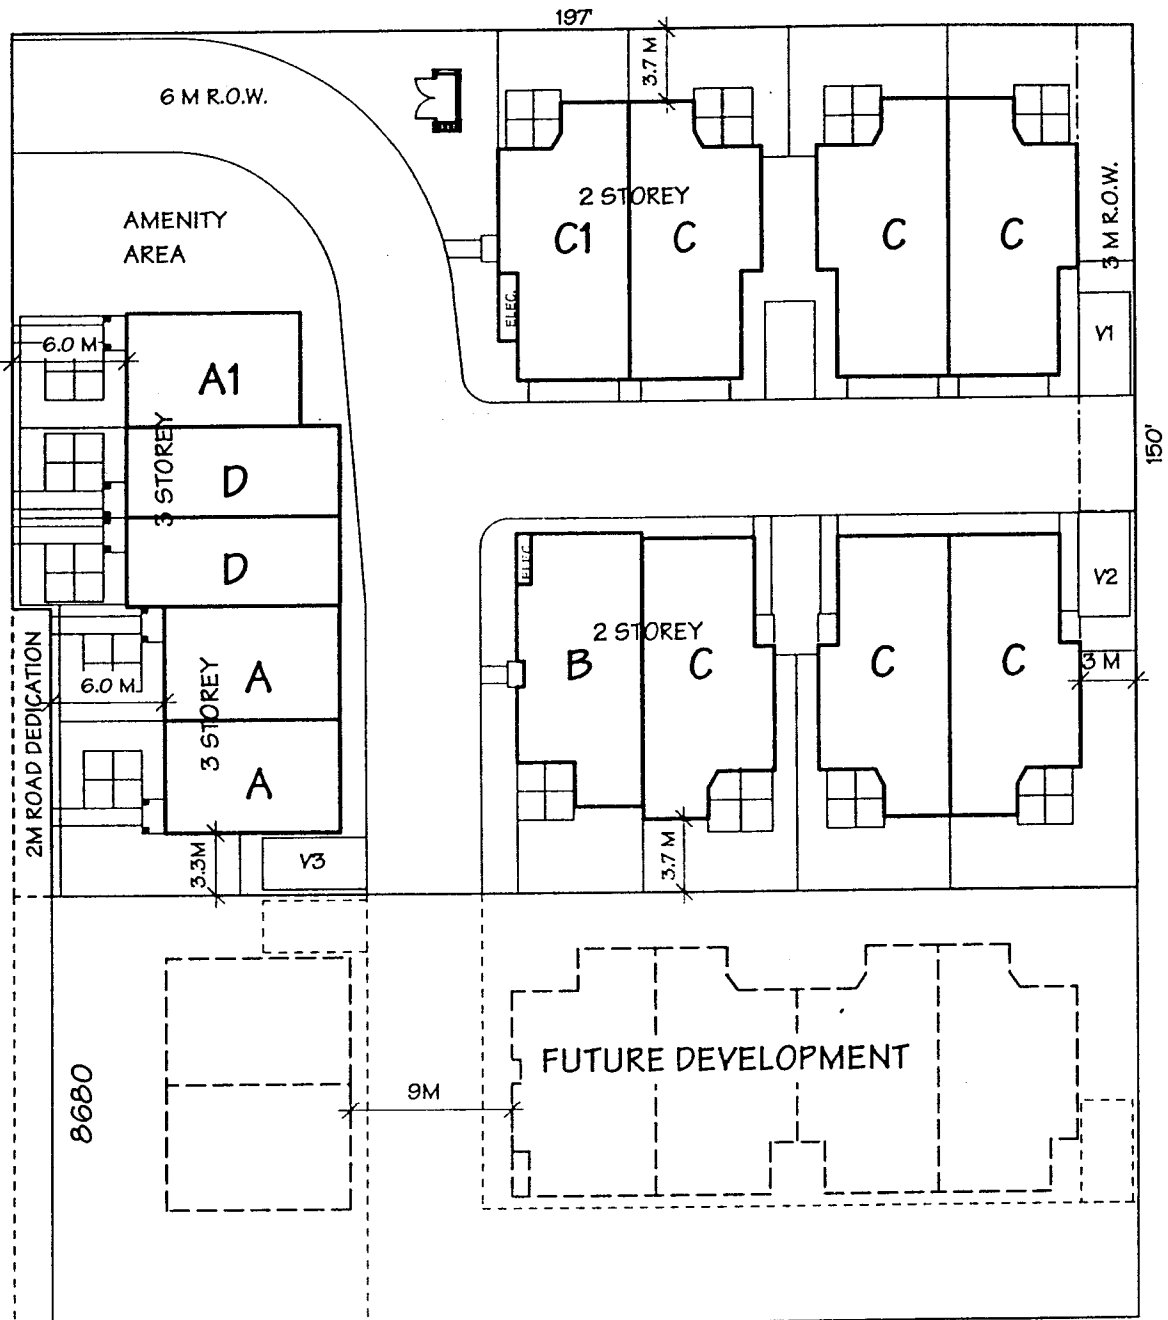 197'
3.7 M
6 M R.O.W.
AMENITY
AREA
2 STOREY
C1
C
C
C
3 M R.O.W.
ELEC.
V1
6.0 M
A1
3 STOREY
150'
D
D
ELEC.
V2
2 STOREY
B
C
C
C
3 M
2M ROAD DEDICATION
6.0 M
A
3 STOREY
A
3.3M
V3
3.7 M
FUTURE DEVELOPMENT
9M
8680